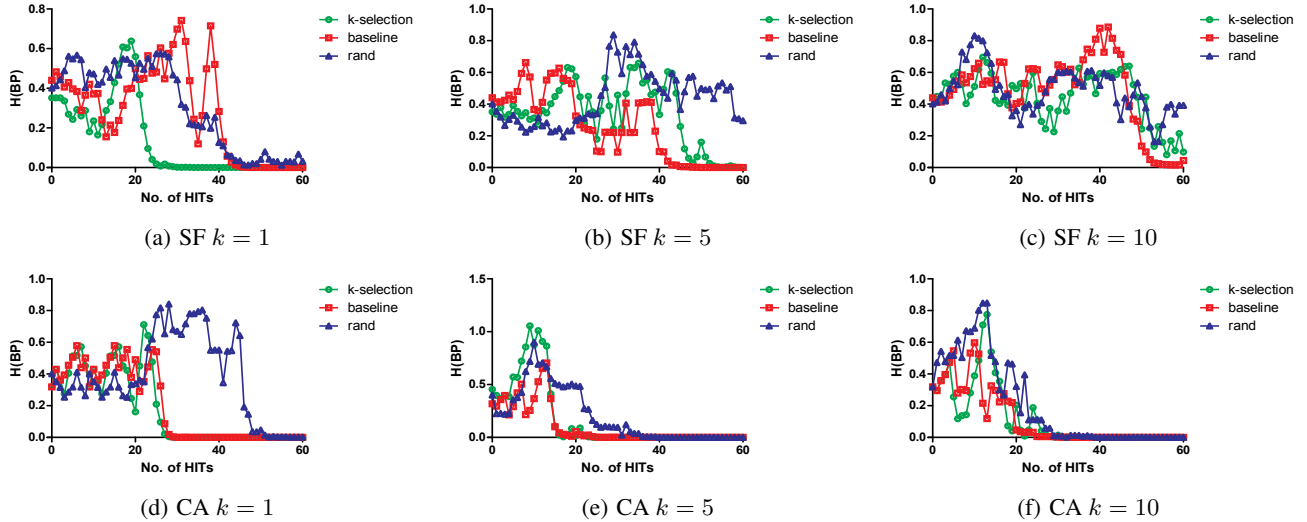 k-selection
baseline
rand
H(BP)
0.8
0.6
0.4
0.2
0.0
0 20 40 60
No. of HITs
(a) SF k = 1
k-selection
baseline
rand
H(BP)
1.0
0.8
0.6
0.4
0.2
0.0
0 20 40 60
No. of HITs
(b) SF k = 5
k-selection
baseline
rand
H(BP)
1.0
0.8
0.6
0.4
0.2
0.0
0 20 40 60
No. of HITs
(c) SF k = 10
k-selection
baseline
rand
H(BP)
1.0
0.8
0.6
0.4
0.2
0.0
0 20 40 60
No. of HITs
(d) CA k = 1
k-selection
baseline
rand
H(BP)
1.5
1.0
0.5
0.0
0 20 40 60
No. of HITs
(e) CA k = 5
k-selection
baseline
rand
H(BP)
1.0
0.8
0.6
0.4
0.2
0.0
0 20 40 60
No. of HITs
(f) CA k = 10